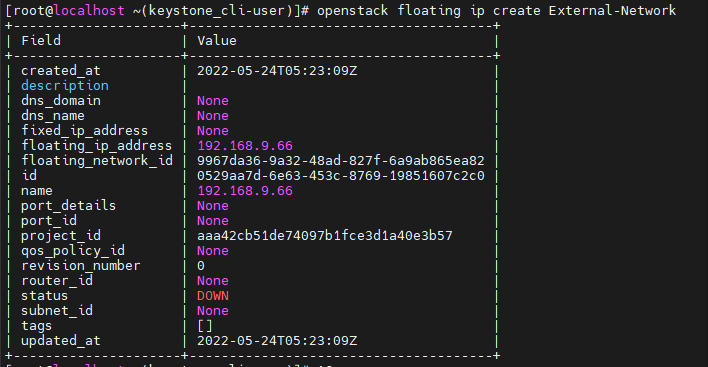 [root@localhost ~(keystone_cli-user)]# openstack floating ip create External-Network
+---------------------+--------------------------------------+
| Field               | Value                                |
+---------------------+--------------------------------------+
| created_at          | 2022-05-24T05:23:09Z                 |
| description         |                                      |
| dns_domain          | None                                 |
| dns_name            | None                                 |
| fixed_ip_address    | None                                 |
| floating_ip_address | 192.168.9.66                         |
| floating_network_id | 9967da36-9a32-48ad-827f-6a9ab865ea82 |
| id                  | 0529aa7d-6e63-453c-8769-19851607c2c0 |
| name                | 192.168.9.66                         |
| port_details        | None                                 |
| port_id             | None                                 |
| project_id          | aaa42cb51de74097b1fce3d1a40e3b57     |
| qos_policy_id       | None                                 |
| revision_number     | 0                                    |
| router_id           | None                                 |
| status              | DOWN                                 |
| subnet_id           | None                                 |
| tags                | []                                   |
| updated_at          | 2022-05-24T05:23:09Z                 |
+---------------------+--------------------------------------+